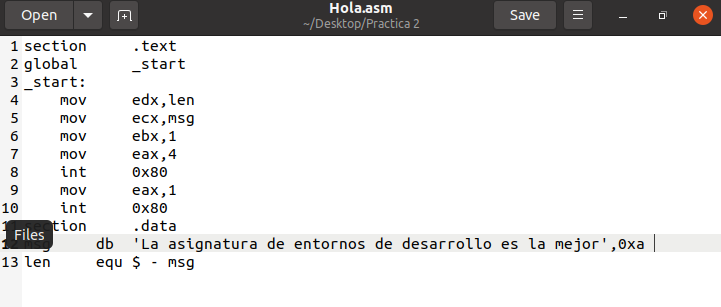 Open
Hola.asm
~/Desktop/Practica 2
Save
1 section .text
2 global _start
3 _start:
4 mov edx,len
5 mov ecx,msg
6 mov ebx,1
7 mov eax,4
8 int 0x80
9 mov eax,1
10 int 0x80
11 section .data
Files
12 db 'La asignatura de entornos de desarrollo es la mejor',0xa
13 len equ $ - msg